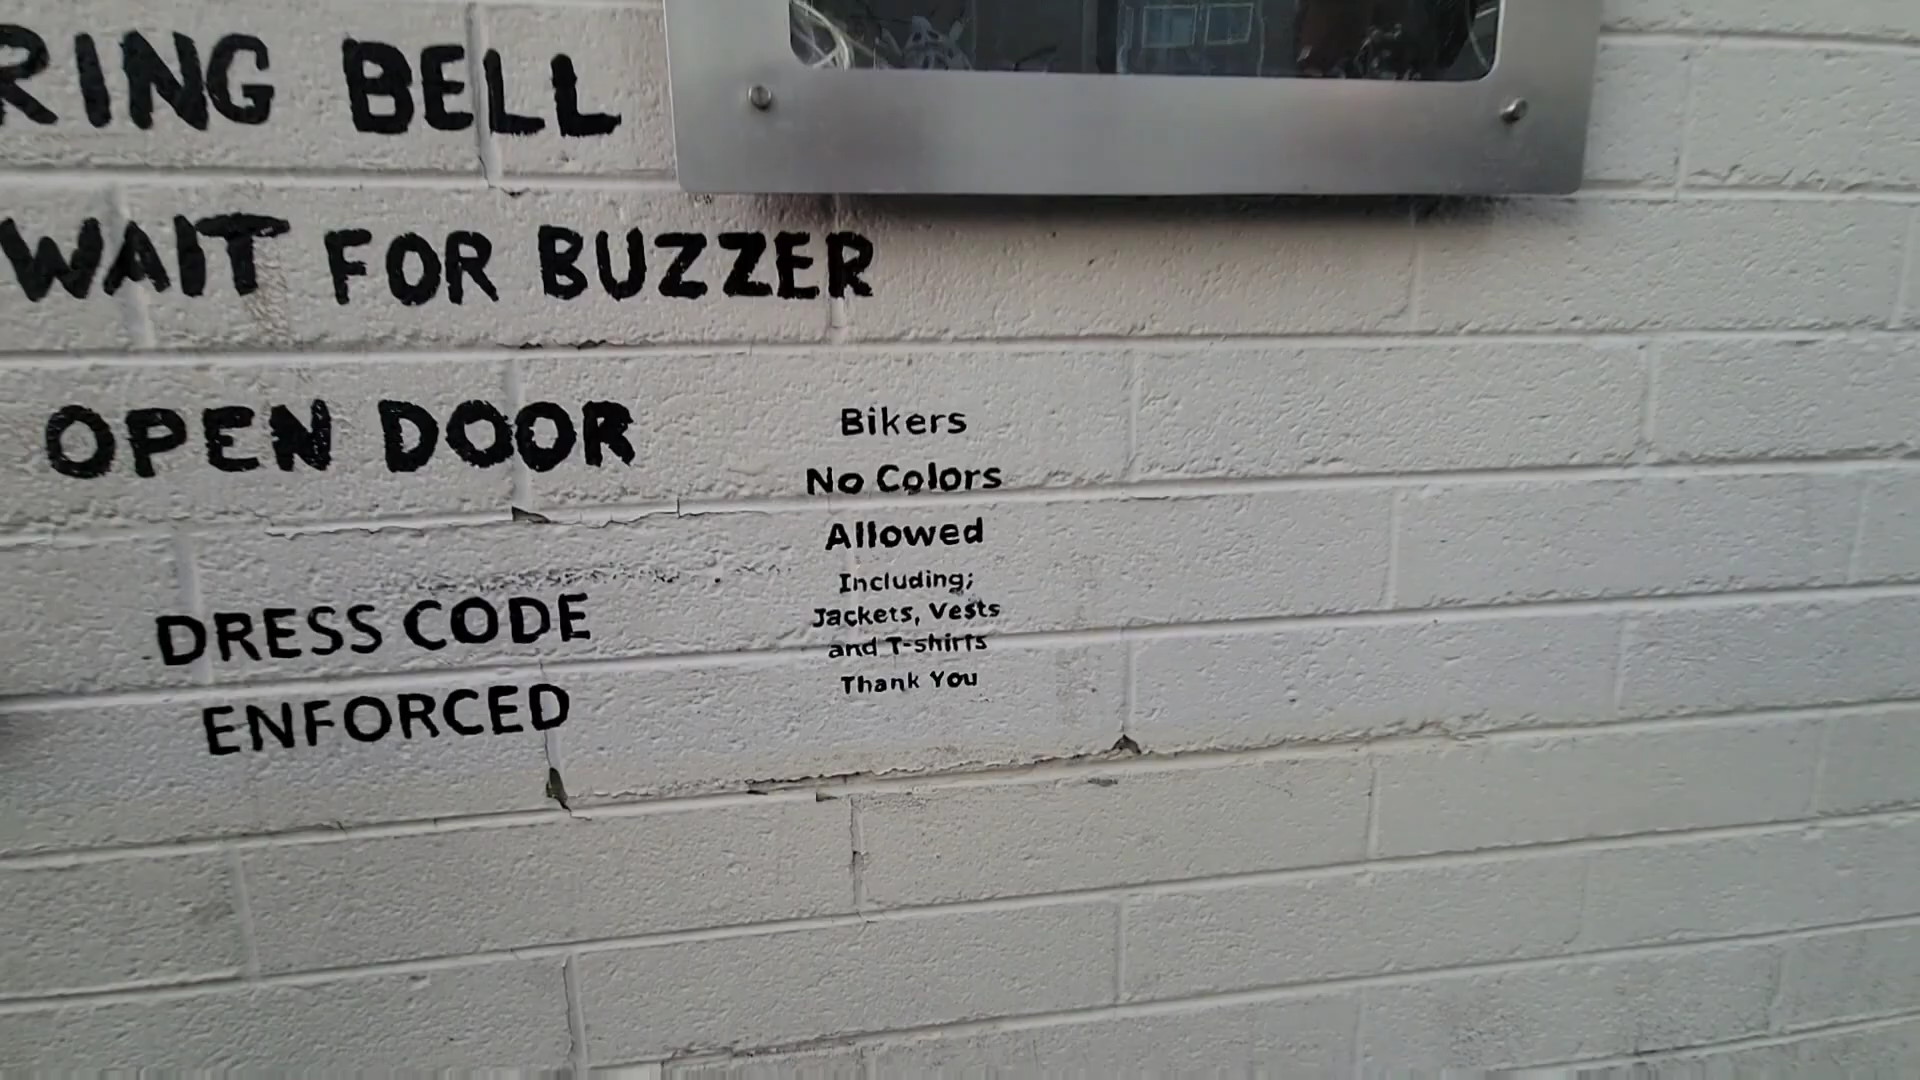 RING BELL
WAIT FOR BUZZER
OPEN DOOR
DRESS CODE
ENFORCED
Bikers
No Colors
Allowed
Including;
Jackets, Vests
and T-shirts
Thank You